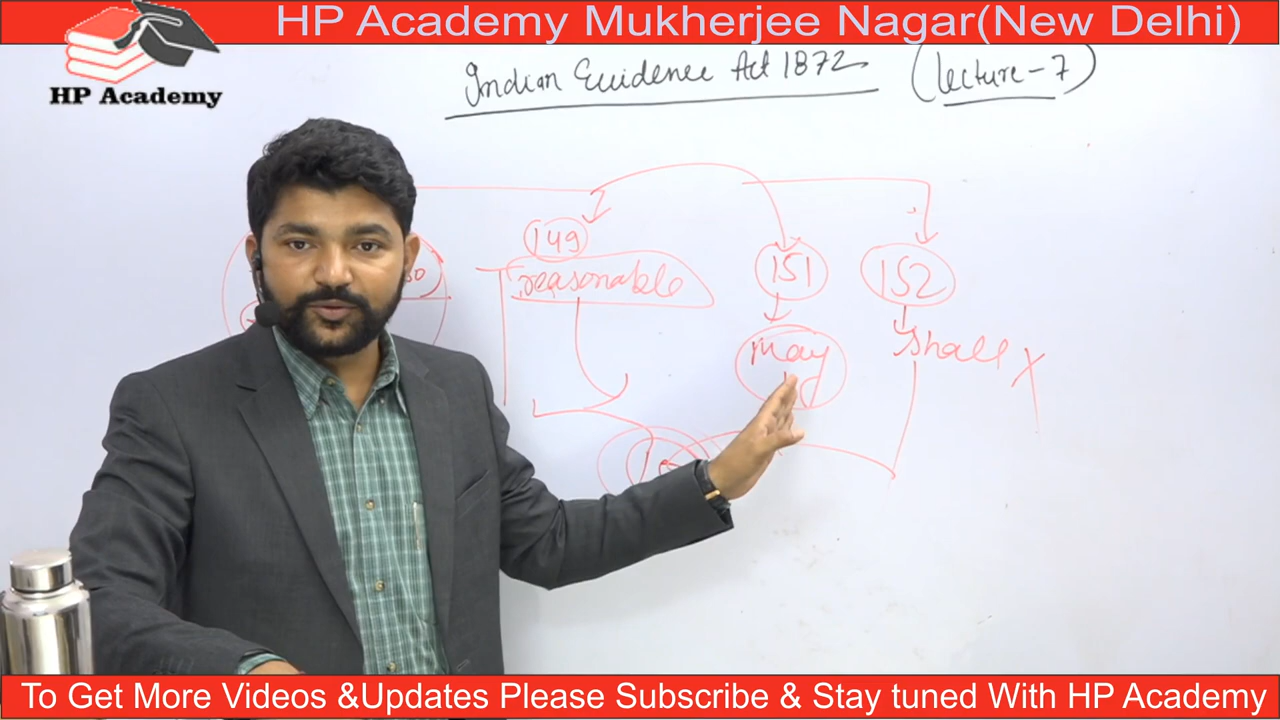 HP Academy Mukherjee Nagar(New Delhi)
HP Academy
Indian Evidence Act 1872 (Lecture-7)
149
151
152
reasonable
may
shall X
To Get More Videos &Updates Please Subscribe & Stay tuned With HP Academy